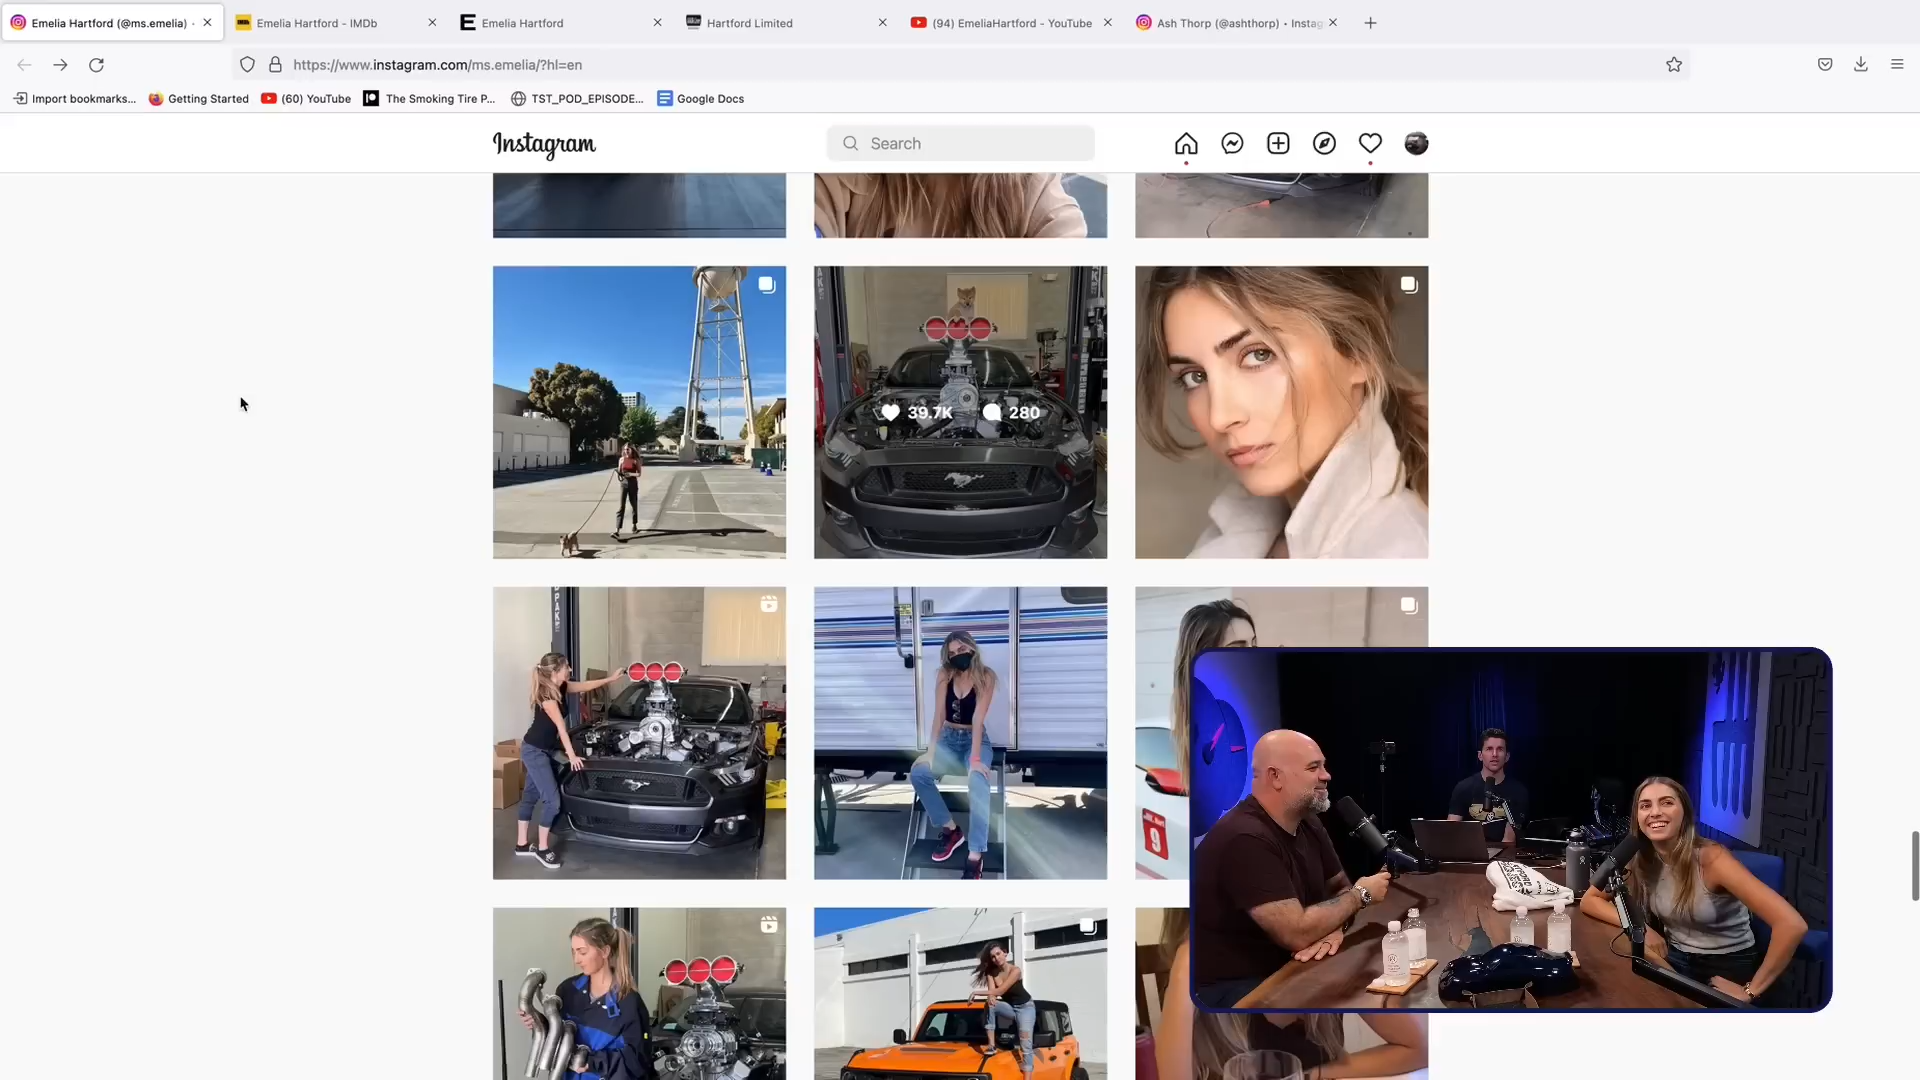 Emelia Hartford (@ms.emelia) ·
Emelia Hartford - IMDb
Emelia Hartford
Hartford Limited
(94) EmeliaHartford - YouTube
Ash Thorp (@ashthorp) • Instag
https://www.instagram.com/ms.emelia/?hl=en
Import bookmarks...
Getting Started
(60) YouTube
The Smoking Tire P...
TST_POD_EPISODE...
Google Docs
Instagram
Search
39.7K
280
9